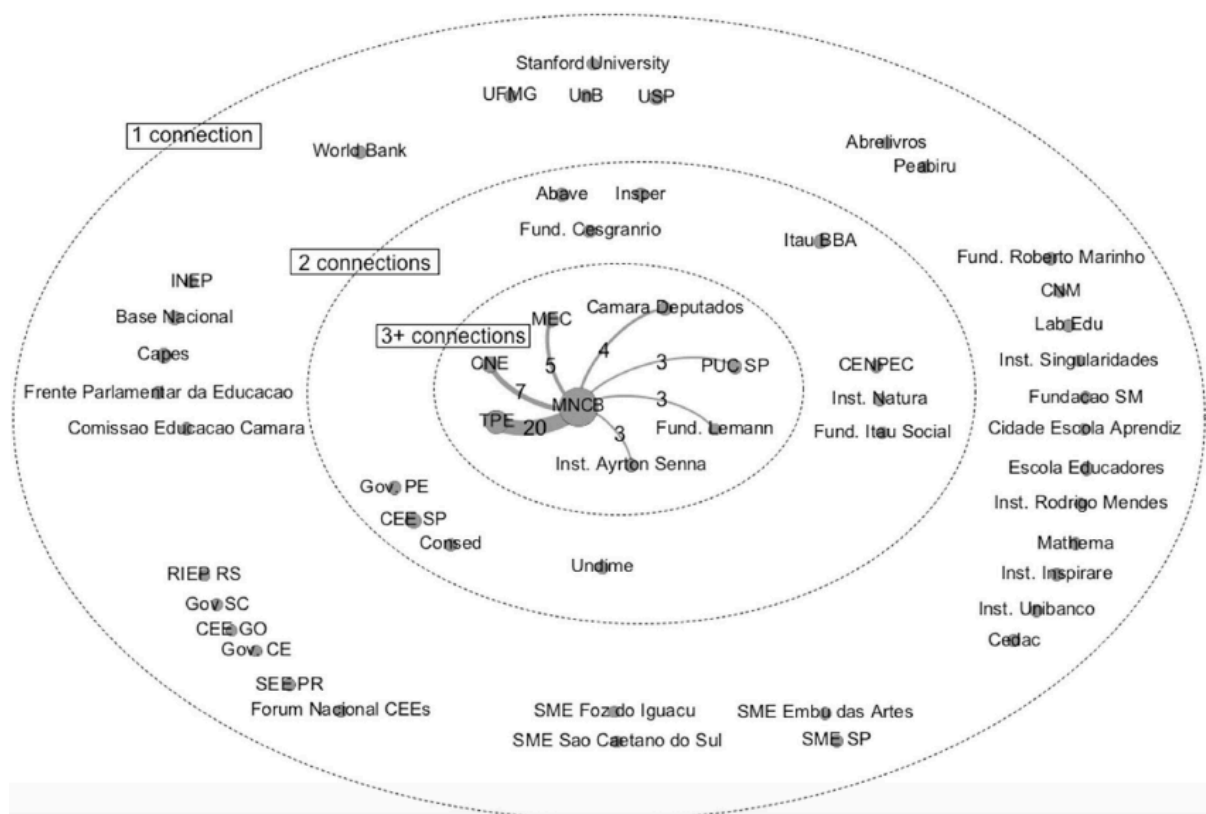 Stanford University
UFMG UnB USP
1 connection
World Bank
Abrelivros
Peabiru
Abave Insper
Fund. Cesgranrio
Itau BBA
2 connections
Fund. Roberto Marinho
INEP
CNM
Base Nacional
Lab Edu
Camara Deputados
MEC
3+ connections
4
Capes
CNE
5
3
PUC SP
CENPEC
Inst. Singularidades
Frente Parlamentar da Educacao
7
MNCB
3
Inst. Natura
Fundacao SM
TPE
20
3
Fund. Lemann
Fund. Itau Social
Comissao Educacao Camara
Cidade Escola Aprendiz
Inst. Ayrton Senna
Escola Educadores
Gov. PE
Inst. Rodrigo Mendes
CEE SP
Consed
Mathema
Undime
RIEP RS
Inst. Inspirare
Gov SC
Inst. Unibanco
CEE GO
Cedac
Gov. CE
SEE PR
Forum Nacional CEEs
SME Foz do Iguacu
SME Embu das Artes
SME Sao Caetano do Sul
SME SP